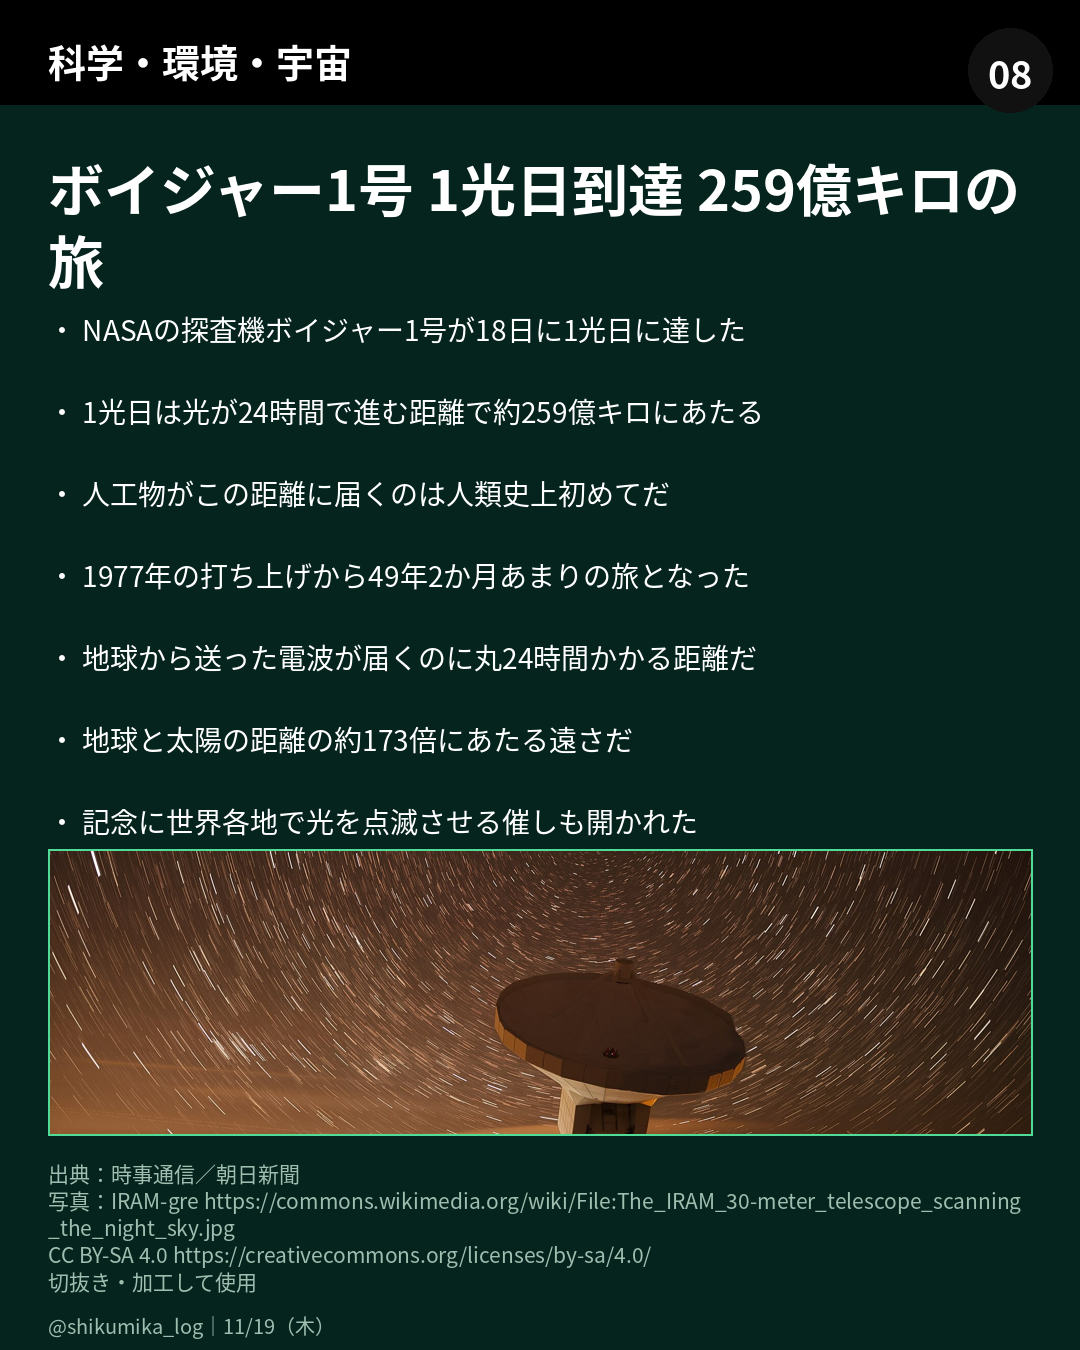 科学・環境・宇宙
08
ボイジャー1号 1光日到達 259億キロの
旅
・ NASAの探査機ボイジャー1号が18日に1光日に達した
・ 1光日は光が24時間で進む距離で約259億キロにあたる
・ 人工物がこの距離に届くのは人類史上初めてだ
・ 1977年の打ち上げから49年2か月あまりの旅となった
・ 地球から送った電波が届くのに丸24時間かかる距離だ
・ 地球と太陽の距離の約173倍にあたる遠さだ
・ 記念に世界各地で光を点滅させる催しも開かれた
出典：時事通信／朝日新聞
写真：IRAM-gre https://commons.wikimedia.org/wiki/File:The_IRAM_30-meter_telescope_scanning
_the_night_sky.jpg
CC BY-SA 4.0 https://creativecommons.org/licenses/by-sa/4.0/
切抜き・加工して使用
@shikumika_log｜11/19（木）